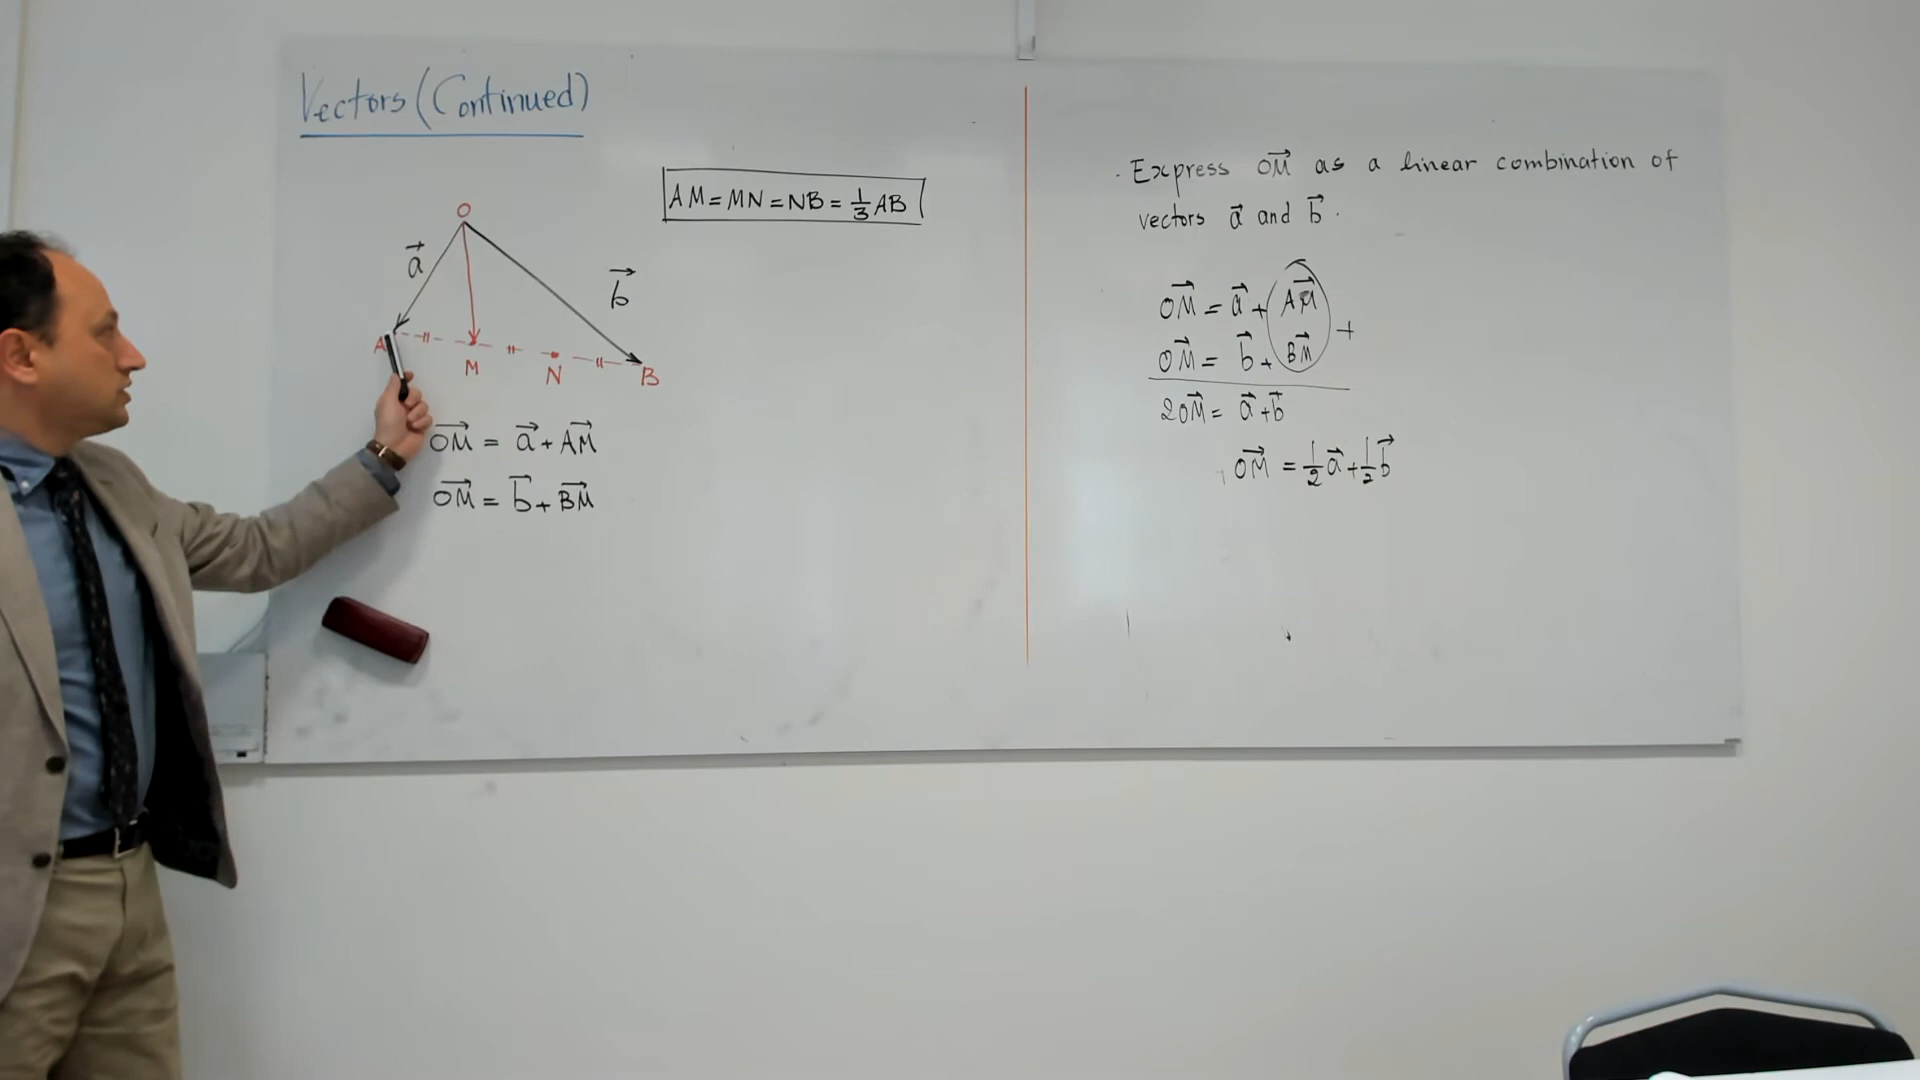 Vectors (Continued)
AM = MN = NB = 1/3 AB
O
a⃗
b⃗
A
M
N
B
OM⃗ = a⃗ + AM⃗
OM⃗ = b⃗ + BM⃗
. Express OM⃗ as a linear combination of
vectors a⃗ and b⃗ .
OM⃗ = a⃗ + AM⃗
+
OM⃗ = b⃗ + BM⃗
2OM⃗ = a⃗ + b⃗
OM⃗ = 1/2 a⃗ + 1/2 b⃗